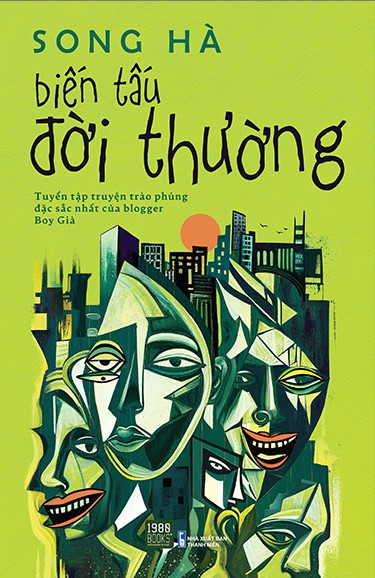 SONG HÀ
biến tấu
đời thường
Tuyển tập truyện trào phúng
đặc sắc nhất của blogger
Boy Già
1980
BOOKS
NHÀ XUẤT BẢN
THANH NIÊN